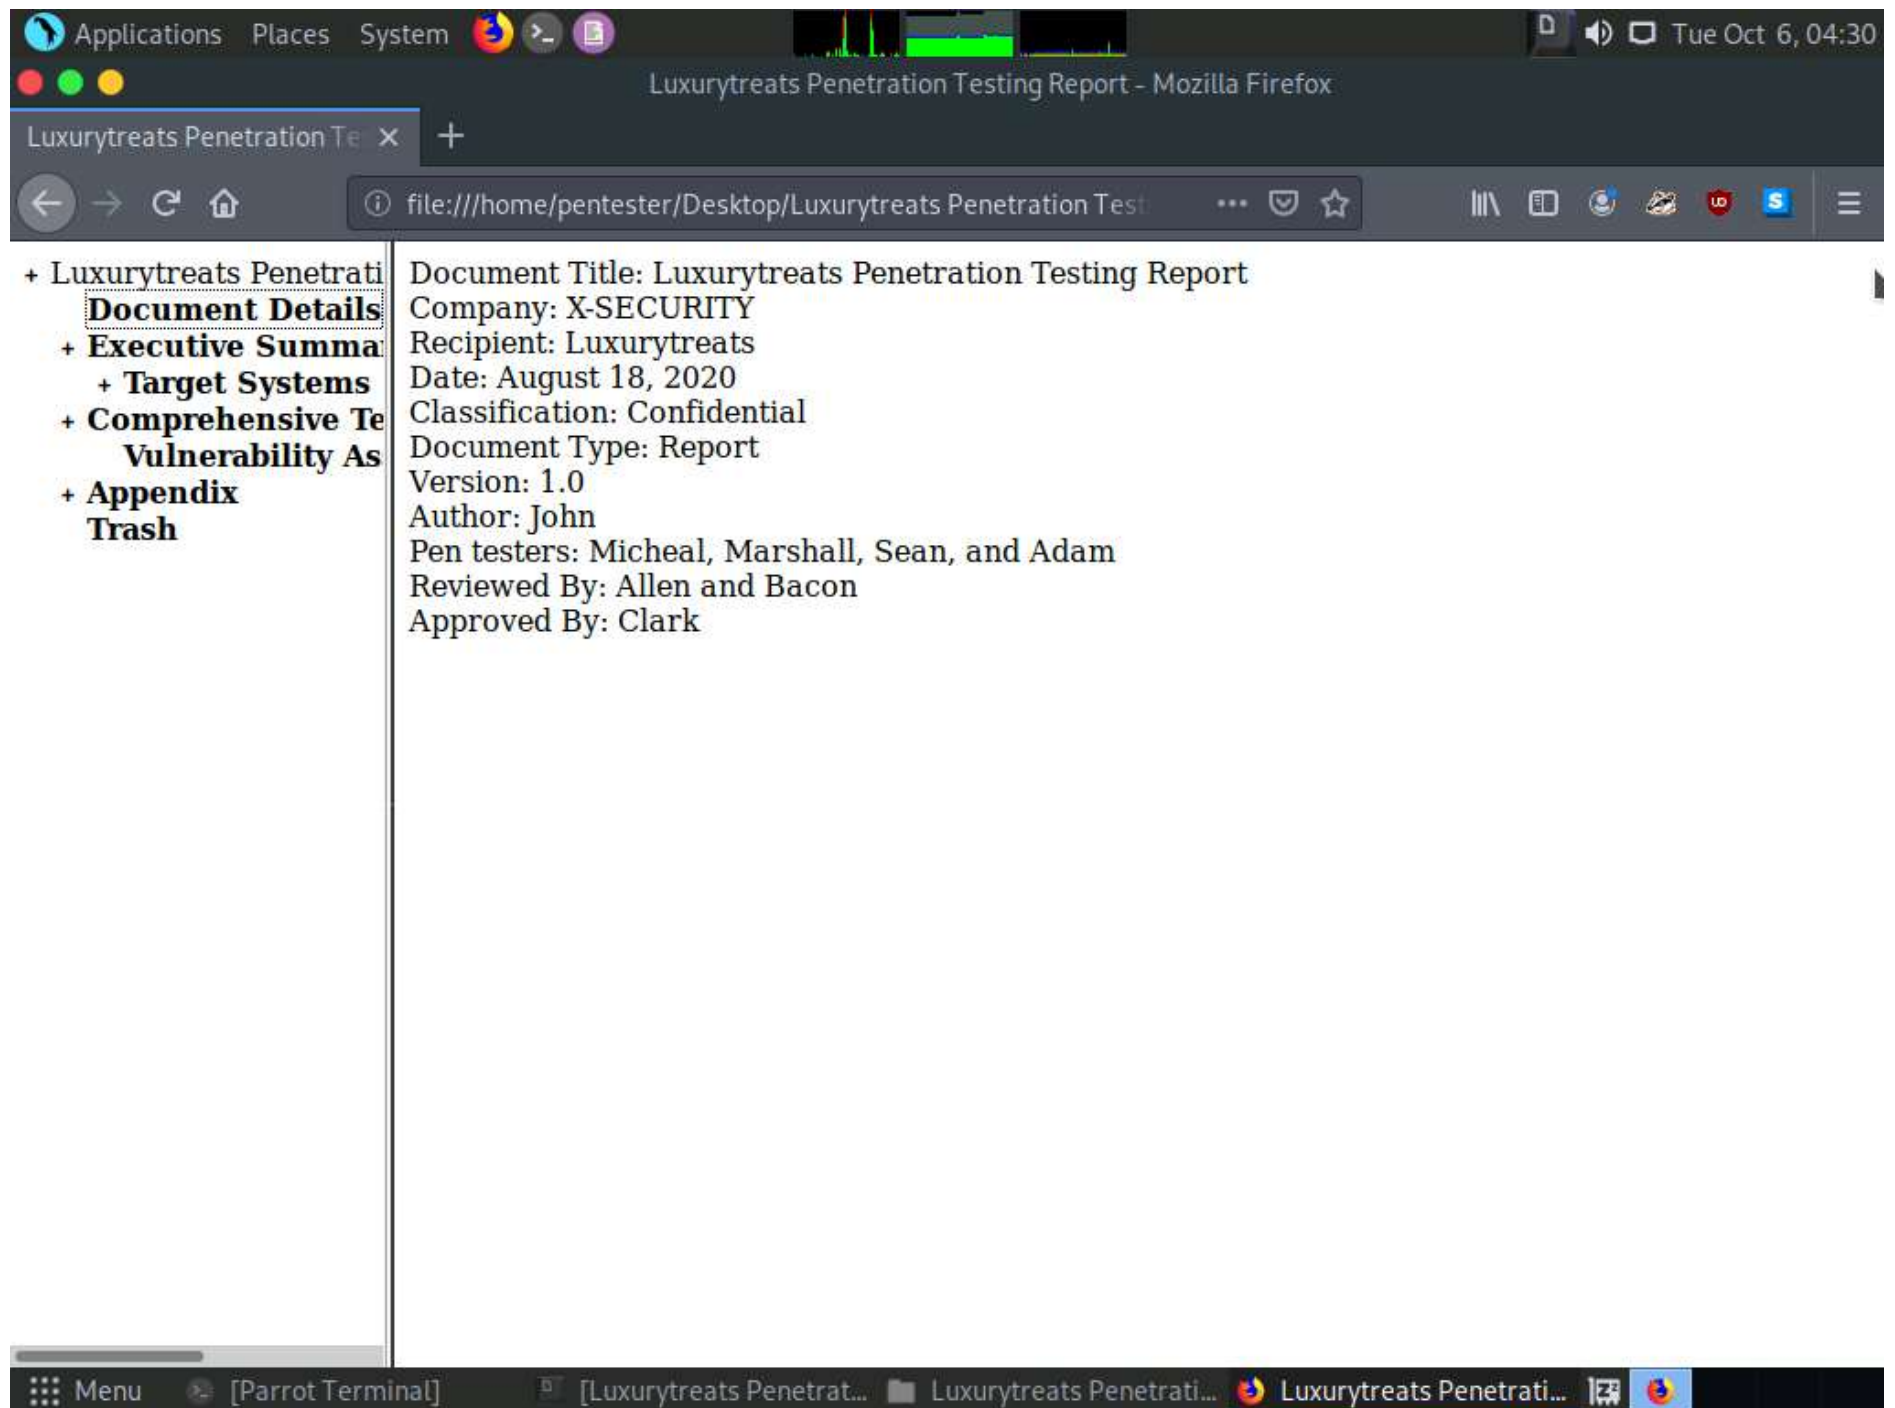 Applications Places System Tue Oct 6, 04:30
Luxurytreats Penetration Testing Report - Mozilla Firefox
Luxurytreats Penetration Te
file:///home/pentester/Desktop/Luxurytreats Penetration Test
Luxurytreats Penetrati
Document Details
Executive Summa
Target Systems
Comprehensive Te
Vulnerability As
Appendix
Trash
Document Title: Luxurytreats Penetration Testing Report
Company: X-SECURITY
Recipient: Luxurytreats
Date: August 18, 2020
Classification: Confidential
Document Type: Report
Version: 1.0
Author: John
Pen testers: Micheal, Marshall, Sean, and Adam
Reviewed By: Allen and Bacon
Approved By: Clark
Menu [Parrot Terminal] [Luxurytreats Penetrat... Luxurytreats Penetrati... Luxurytreats Penetrati...